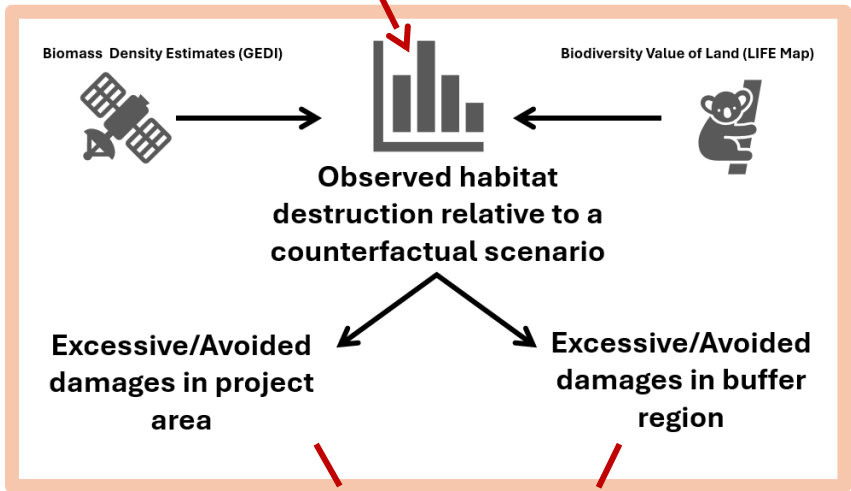 Biomass Density Estimates (GEDI)
Biodiversity Value of Land (LIFE Map)
Observed habitat
destruction relative to a
counterfactual scenario
Excessive/Avoided
damages in project
area
Excessive/Avoided
damages in buffer
region